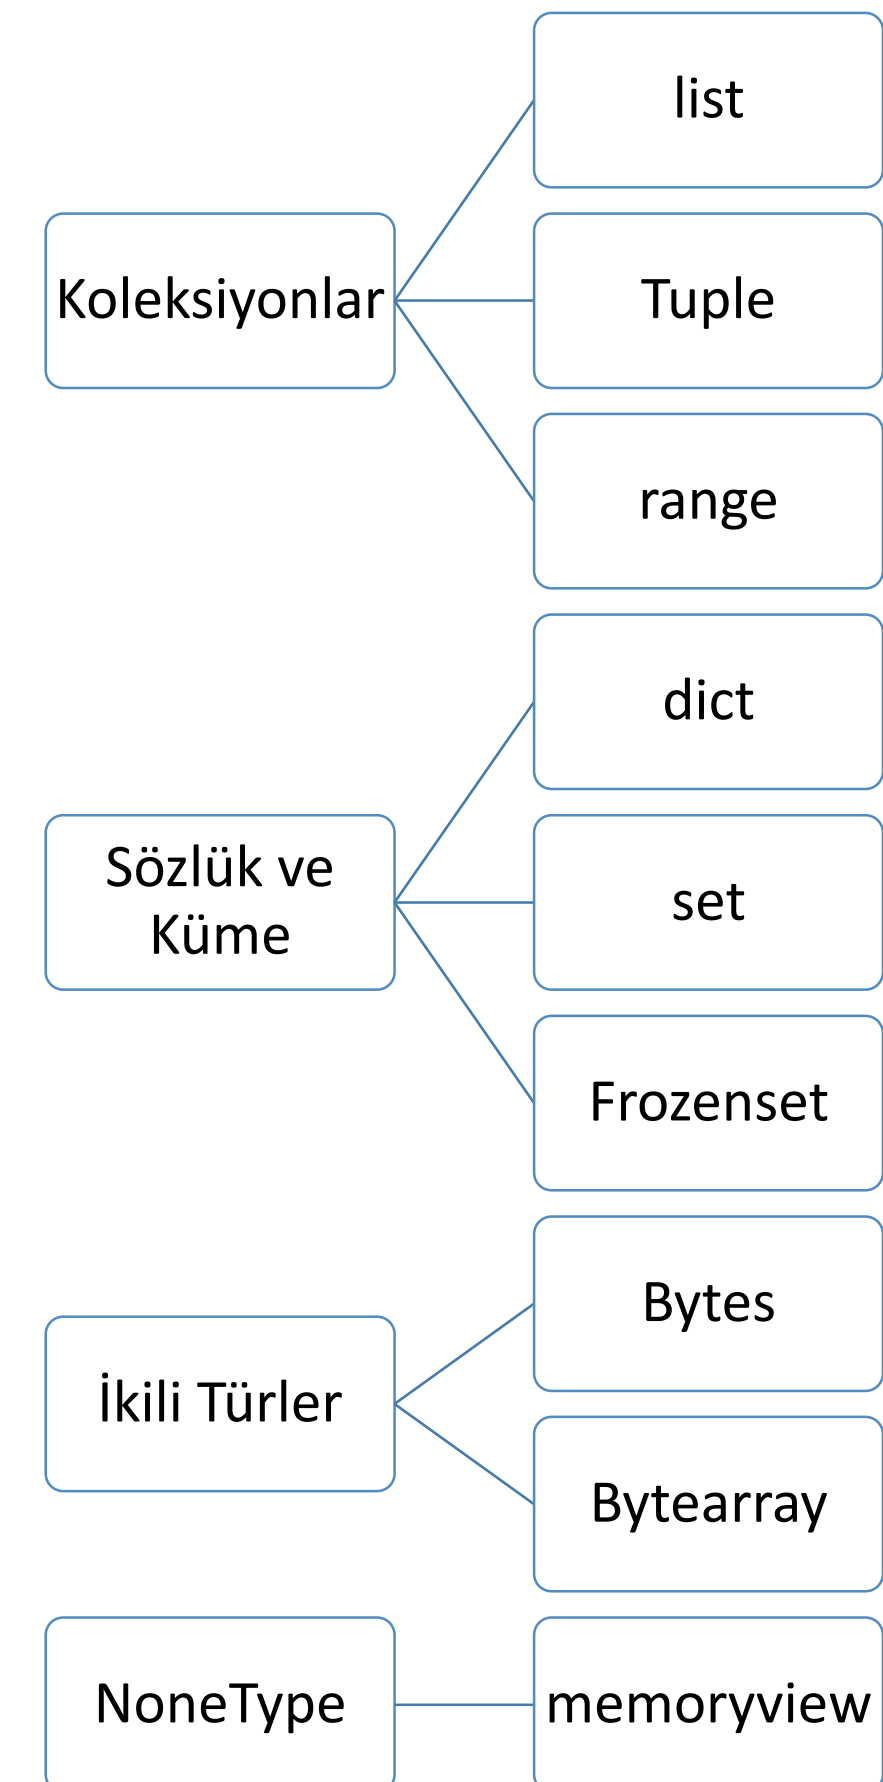 list
Koleksiyonlar
Tuple
range
dict
Sözlük ve
Küme
set
Frozenset
Bytes
İkili Türler
Bytearray
NoneType
memoryview